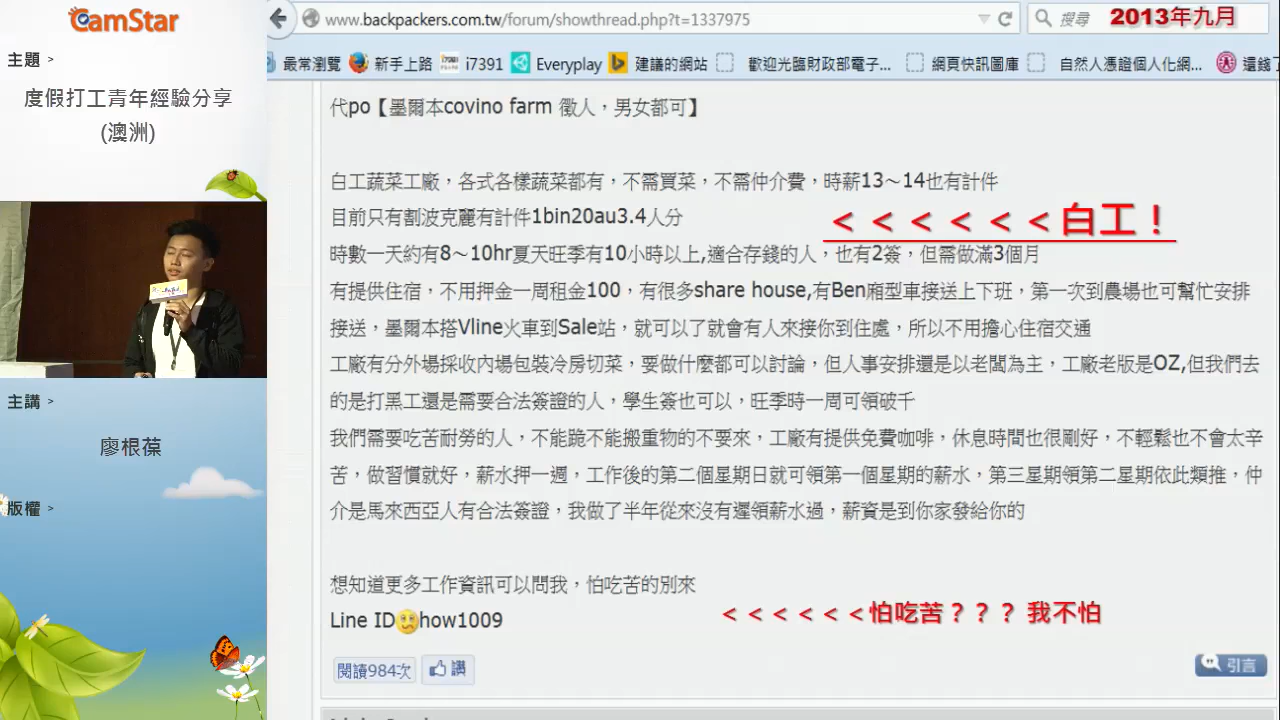 CamStar
主題 >
度假打工青年經驗分享
(澳洲)
主講 >
廖根葆
版權 >
www.backpackers.com.tw/forum/showthread.php?t=1337975
搜尋
2013年九月
最常瀏覽 新手上路 i7391 Everyplay 建議的網站 歡迎光臨財政部電子... 網頁快訊圖庫 自然人憑證個人化網... 還錢
代po【墨爾本covino farm 徵人，男女都可】
白工蔬菜工廠，各式各樣蔬菜都有，不需買菜，不需仲介費，時薪13～14也有計件
目前只有割波克麗有計件1bin20au3.4人分
＜＜＜＜＜＜白工！
時數一天約有8～10hr夏天旺季有10小時以上,適合存錢的人，也有2簽，但需做滿3個月
有提供住宿，不用押金一周租金100，有很多share house,有Ben廂型車接送上下班，第一次到農場也可幫忙安排
接送，墨爾本搭Vline火車到Sale站，就可以了就會有人來接你到住處，所以不用擔心住宿交通
工廠有分外場採收內場包裝冷房切菜，要做什麼都可以討論，但人事安排還是以老闆為主，工廠老版是OZ,但我們去
的是打黑工還是需要合法簽證的人，學生簽也可以，旺季時一周可領破千
我們需要吃苦耐勞的人，不能跪不能搬重物的不要來，工廠有提供免費咖啡，休息時間也很剛好，不輕鬆也不會太辛
苦，做習慣就好，薪水押一週，工作後的第二個星期日就可領第一個星期的薪水，第三星期領第二星期依此類推，仲
介是馬來西亞人有合法簽證，我做了半年從來沒有遲領薪水過，薪資是到你家發給你的
想知道更多工作資訊可以問我，怕吃苦的別來
Line ID how1009
＜＜＜＜＜＜怕吃苦？？？ 我不怕
閱讀984次 讚
引言